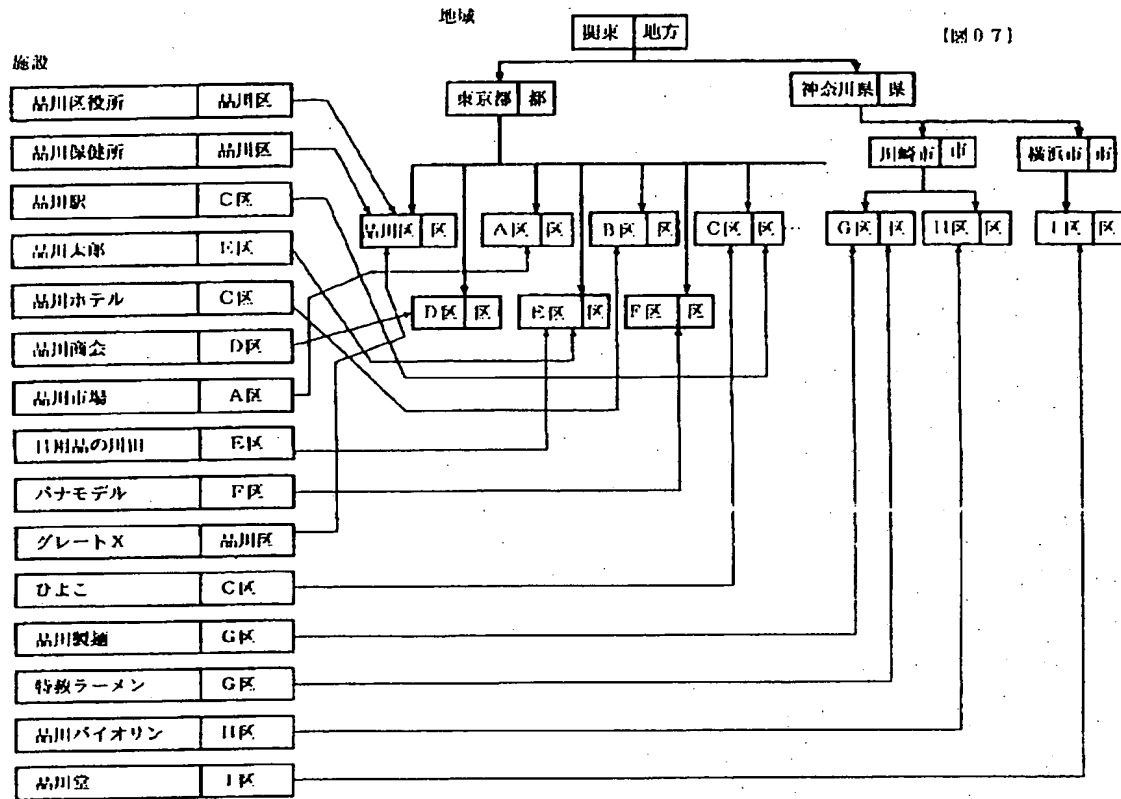 地域
[図07]
関東 地方
施設
東京都 都
神奈川県 県
川崎市 市
横浜市 市
品川区 区
A区 区
B区 区
C区 区
…
G区 区
H区 区
I区 区
D区 区
E区 区
F区 区
品川区役所 品川区
品川保健所 品川区
品川駅 C区
品川太郎 E区
品川ホテル C区
品川商会 D区
品川市場 A区
日用品の川田 E区
パナモデル F区
グレートX 品川区
ひよこ C区
品川製麺 G区
特救ラーメン G区
品川バイオリン H区
品川堂 I区